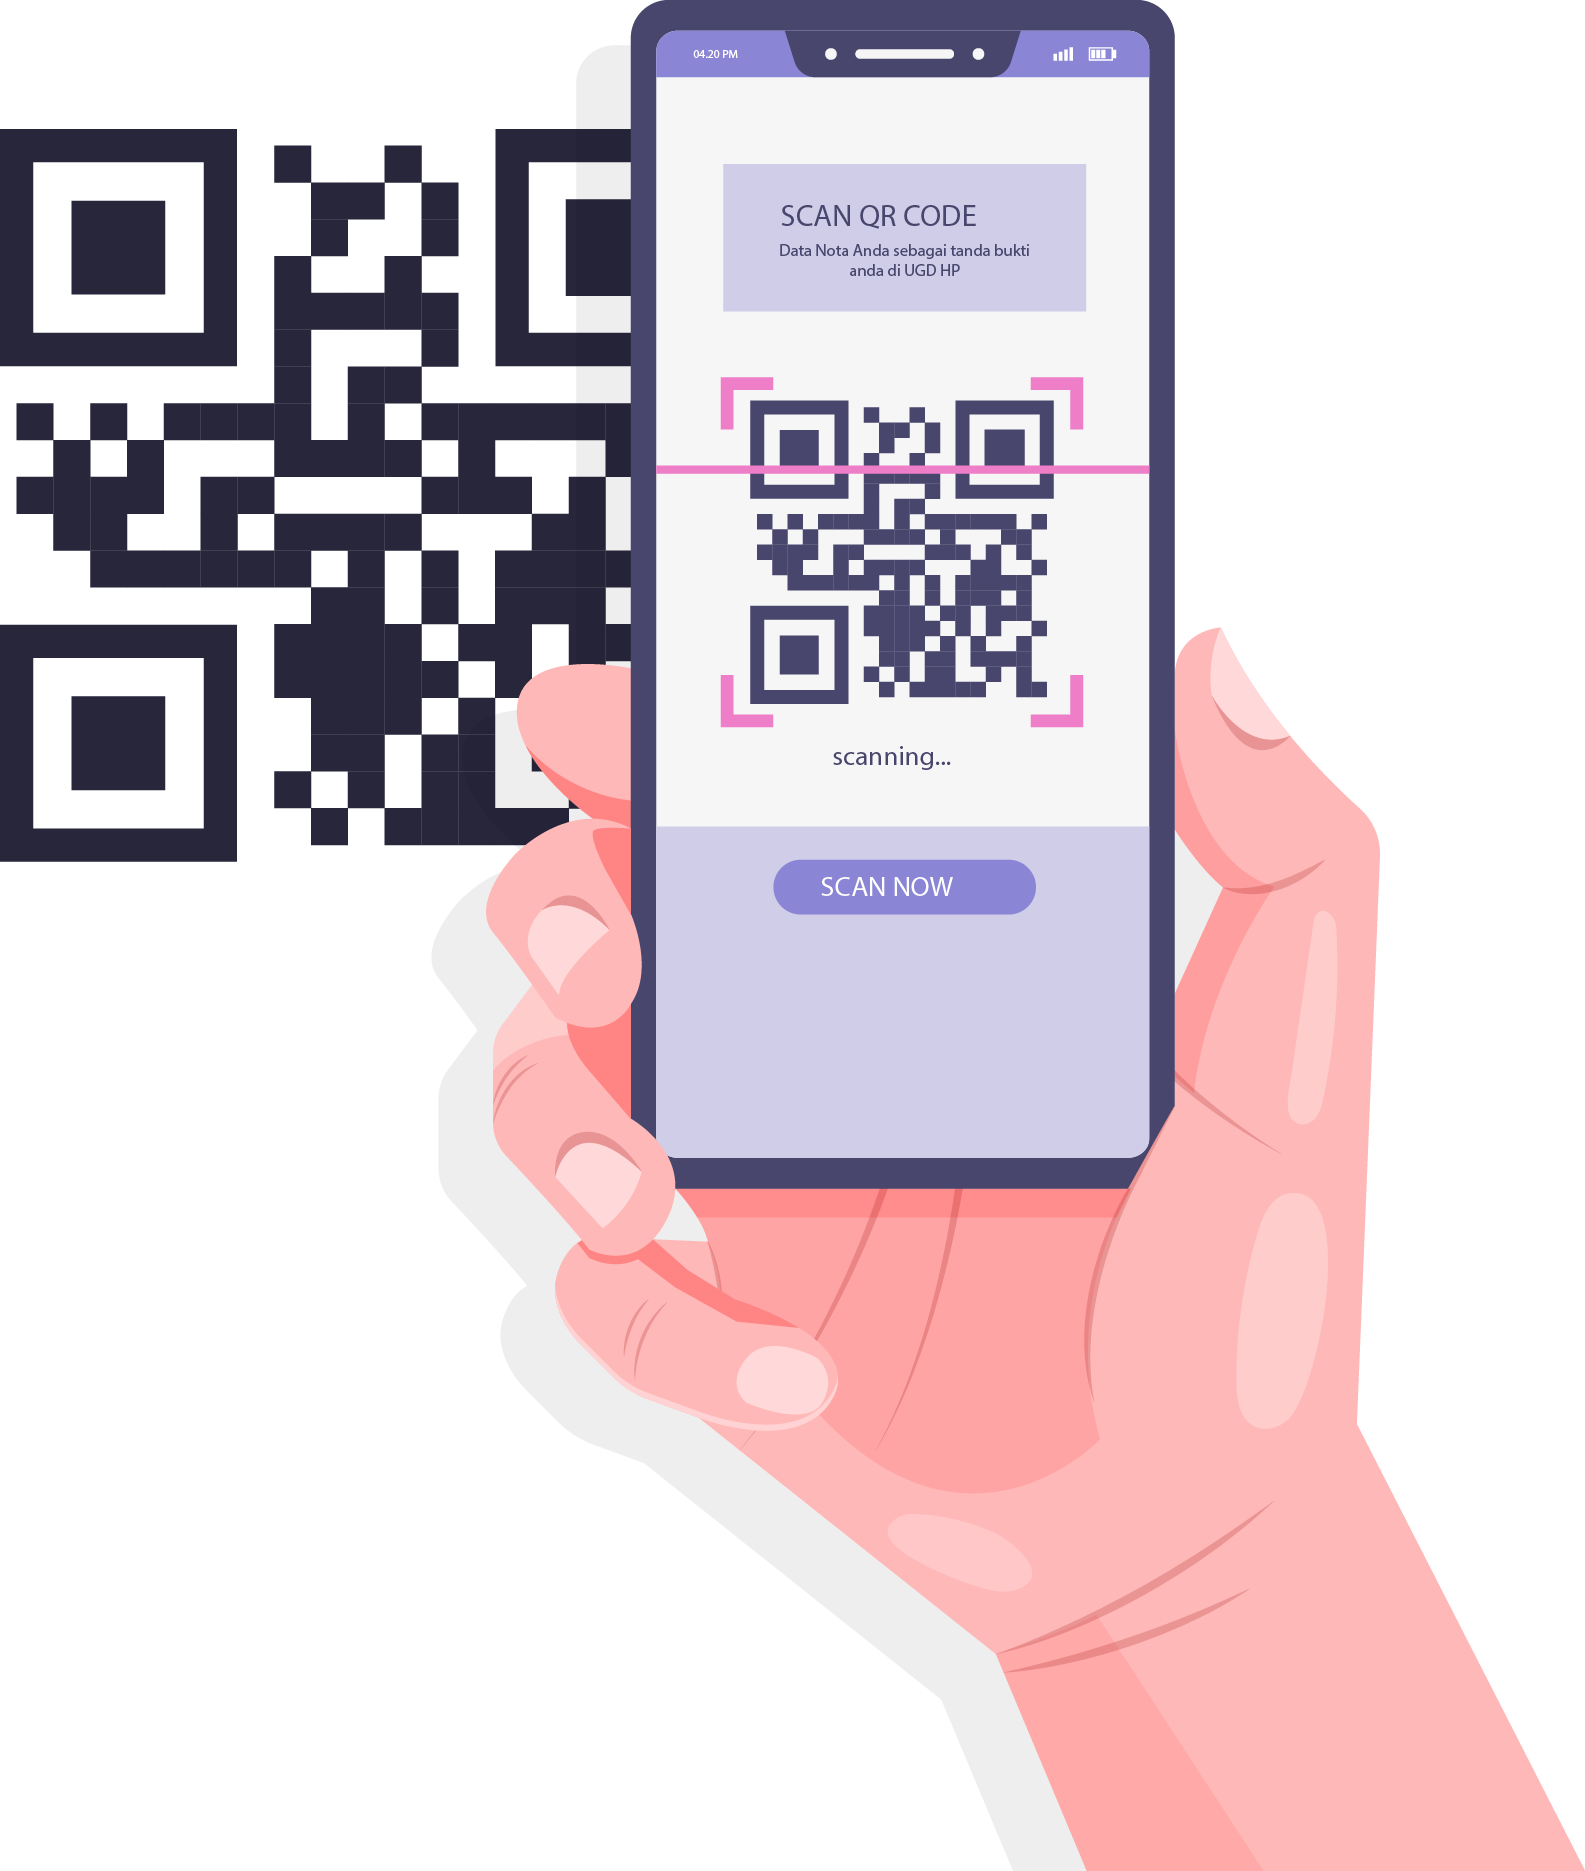 04.20 PM
SCAN QR CODE
Data Nota Anda sebagai tanda bukti
anda di UGD HP
scanning...
SCAN NOW